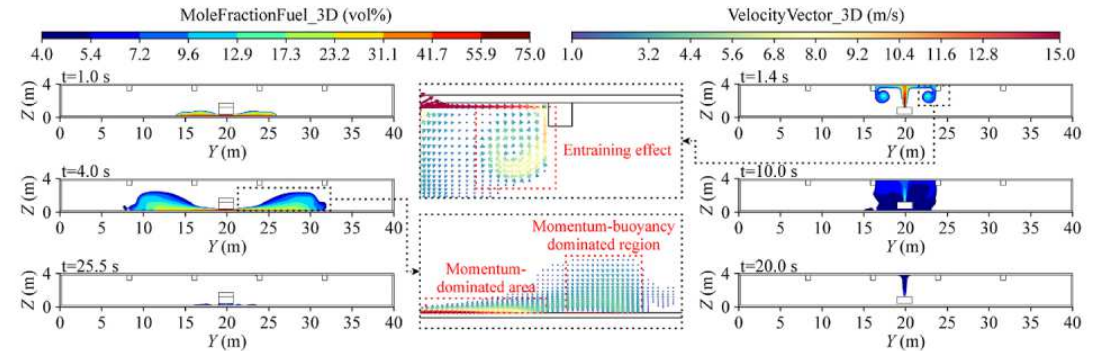 MoleFractionFuel_3D (vol%)
4.0 5.4 7.2 9.6 12.9 17.3 23.2 31.1 41.7 55.9 75.0
VelocityVector_3D (m/s)
1.0 3.2 4.4 5.6 6.8 8.0 9.2 10.4 11.6 12.8 15.0
t=1.0 s
Z (m)
4
0
0 5 10 15 20 25 30 35 40
Y (m)
t=4.0 s
Z (m)
4
0
0 5 10 15 20 25 30 35 40
Y (m)
t=25.5 s
Z (m)
4
0
0 5 10 15 20 25 30 35 40
Y (m)
Entraining effect
Momentum-buoyancy
dominated region
Momentum-
dominated area
t=1.4 s
Z (m)
4
0
0 5 10 15 20 25 30 35 40
Y (m)
t=10.0 s
Z (m)
4
0
0 5 10 15 20 25 30 35 40
Y (m)
t=20.0 s
Z (m)
4
0
0 5 10 15 20 25 30 35 40
Y (m)